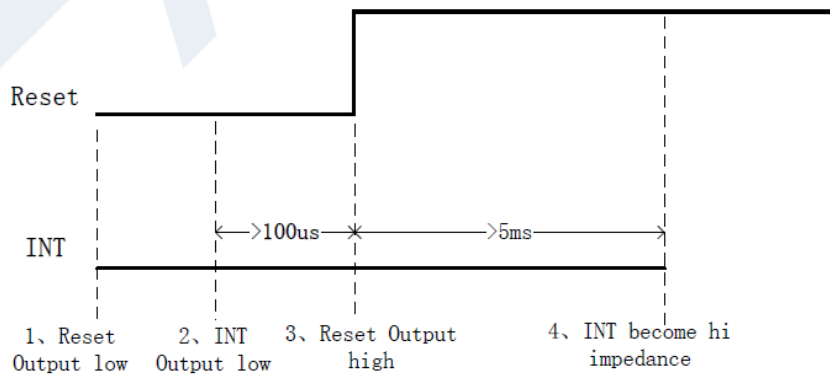 Reset
>100us
>5ms
INT
1、Reset
Output low
2、INT
Output low
3、Reset Output
high
4、INT become hi
impedance